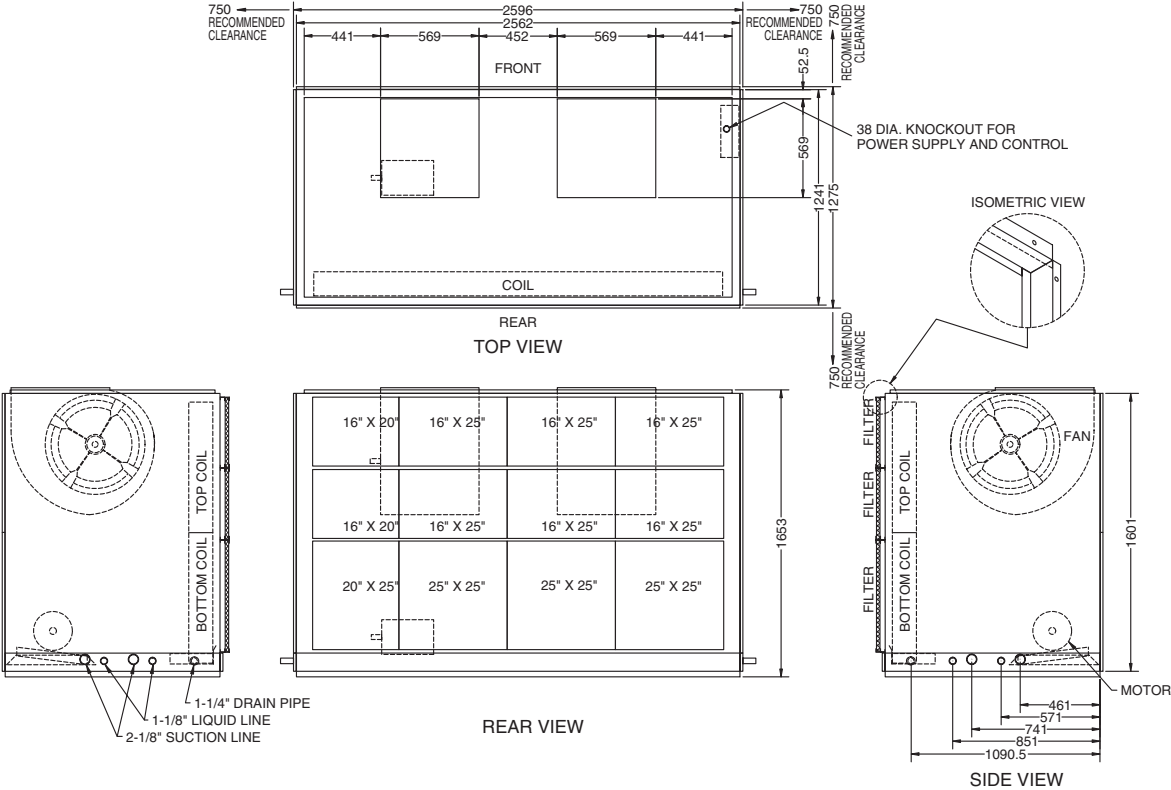 750
RECOMMENDED
CLEARANCE
2596
2562
750
RECOMMENDED
CLEARANCE
441
569
452
569
441
750
RECOMMENDED
CLEARANCE
52.5
FRONT
38 DIA. KNOCKOUT FOR
POWER SUPPLY AND CONTROL
569
1241
1275
COIL
REAR
TOP VIEW
750
RECOMMENDED
CLEARANCE
ISOMETRIC VIEW
TOP COIL
BOTTOM COIL
1-1/4" DRAIN PIPE
1-1/8" LIQUID LINE
2-1/8" SUCTION LINE
16" X 20"
16" X 25"
16" X 25"
16" X 25"
16" X 20"
16" X 25"
16" X 25"
16" X 25"
20" X 25"
25" X 25"
25" X 25"
25" X 25"
1653
REAR VIEW
FILTER
FILTER
FILTER
TOP COIL
BOTTOM COIL
FAN
1601
MOTOR
461
571
741
851
1090.5
SIDE VIEW